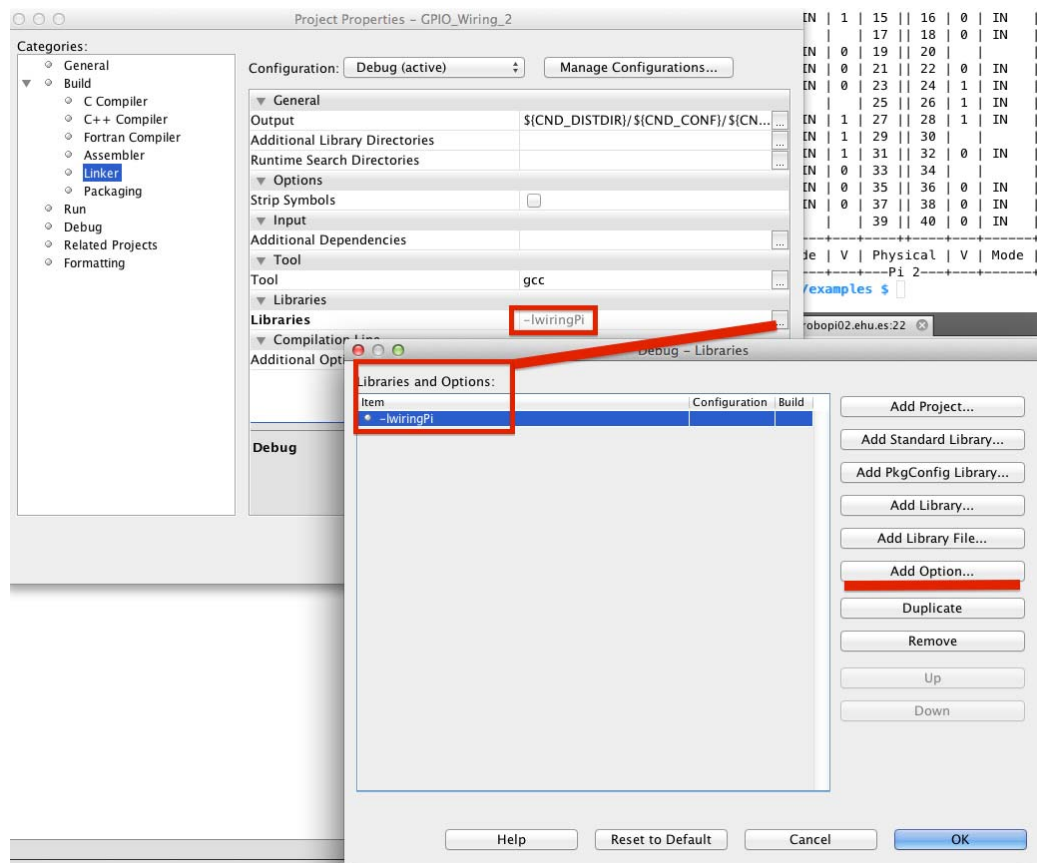 Project Properties – GPIO_Wiring_2
Categories:
General
Build
C Compiler
C++ Compiler
Fortran Compiler
Assembler
Linker
Packaging
Run
Debug
Related Projects
Formatting
Configuration: Debug (active) Manage Configurations...
General
Output ${CND_DISTDIR}/${CND_CONF}/${CN... ...
Additional Library Directories ...
Runtime Search Directories ...
Options
Strip Symbols
Input
Additional Dependencies ...
Tool
Tool gcc ...
Libraries
Libraries -lwiringPi ...
Compilation Line
Additional Opti
Debug
IN | 1 | 15 || 16 | 0 | IN |
| | 17 || 18 | 0 | IN |
IN | 0 | 19 || 20 | | |
IN | 0 | 21 || 22 | 0 | IN |
IN | 0 | 23 || 24 | 1 | IN |
| | 25 || 26 | 1 | IN |
IN | 1 | 27 || 28 | 1 | IN |
IN | 1 | 29 || 30 | | |
IN | 1 | 31 || 32 | 0 | IN |
IN | 0 | 33 || 34 | | |
IN | 0 | 35 || 36 | 0 | IN |
IN | 0 | 37 || 38 | 0 | IN |
| | 39 || 40 | 0 | IN |
---+---+----++----+---+------+
de | V | Physical | V | Mode |
---+---+---Pi 2---+---+------+
/examples $
robopi02.ehu.es:22
Debug – Libraries
Libraries and Options:
Item Configuration Build
-lwiringPi
Add Project...
Add Standard Library...
Add PkgConfig Library...
Add Library...
Add Library File...
Add Option...
Duplicate
Remove
Up
Down
Help Reset to Default Cancel OK